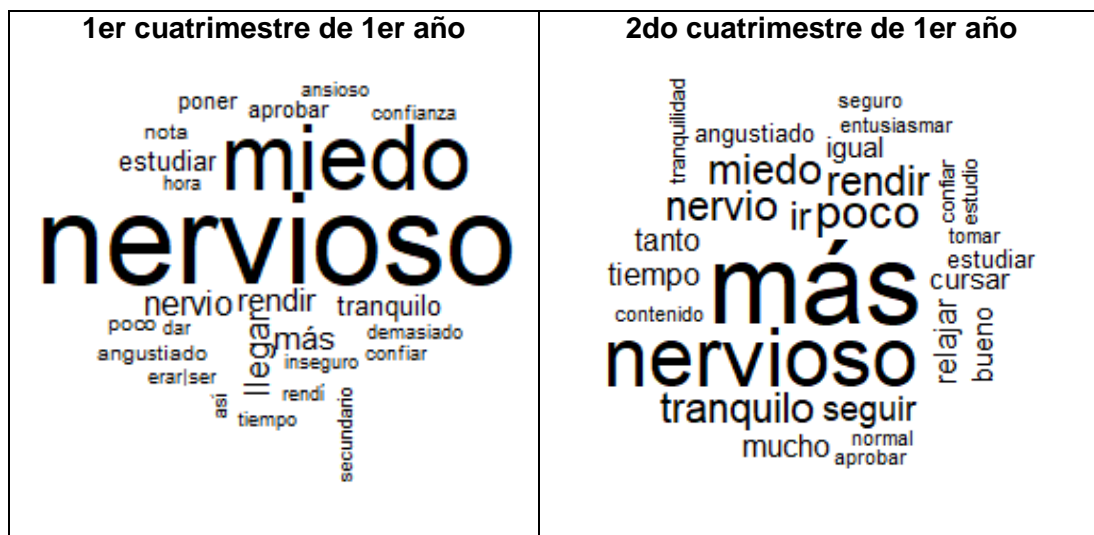 1er cuatrimestre de 1er año
ansioso
poner aprobar confianza
nota
estudiar miedo
hora
nervioso
nervio rendir tranquilo
poco dar llegar más demasiado
angustiado inseguro confiar
erar|ser rendí
así tiempo secundario
2do cuatrimestre de 1er año
tranquilidad seguro
angustiado entusiasmar
igual
miedo rendir confiar estudio
nervio ir poco
tanto tomar
tiempo más estudiar
cursar
contenido
nervioso relajar bueno
tranquilo seguir
mucho normal
aprobar